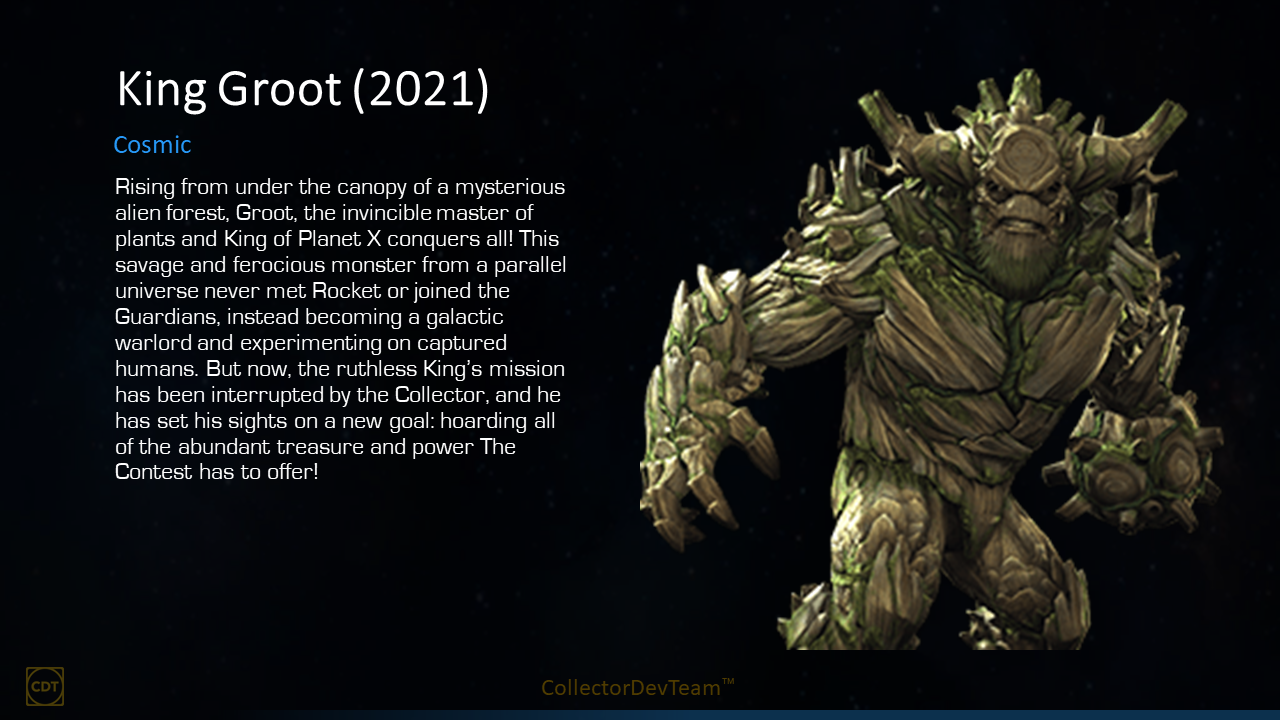 King Groot (2021)
Cosmic
Rising from under the canopy of a mysterious
alien forest, Groot, the invincible master of
plants and King of Planet X conquers all! This
savage and ferocious monster from a parallel
universe never met Rocket or joined the
Guardians, instead becoming a galactic
warlord and experimenting on captured
humans. But now, the ruthless King’s mission
has been interrupted by the Collector, and he
has set his sights on a new goal: hoarding all
of the abundant treasure and power The
Contest has to offer!
CDT
CollectorDevTeam™